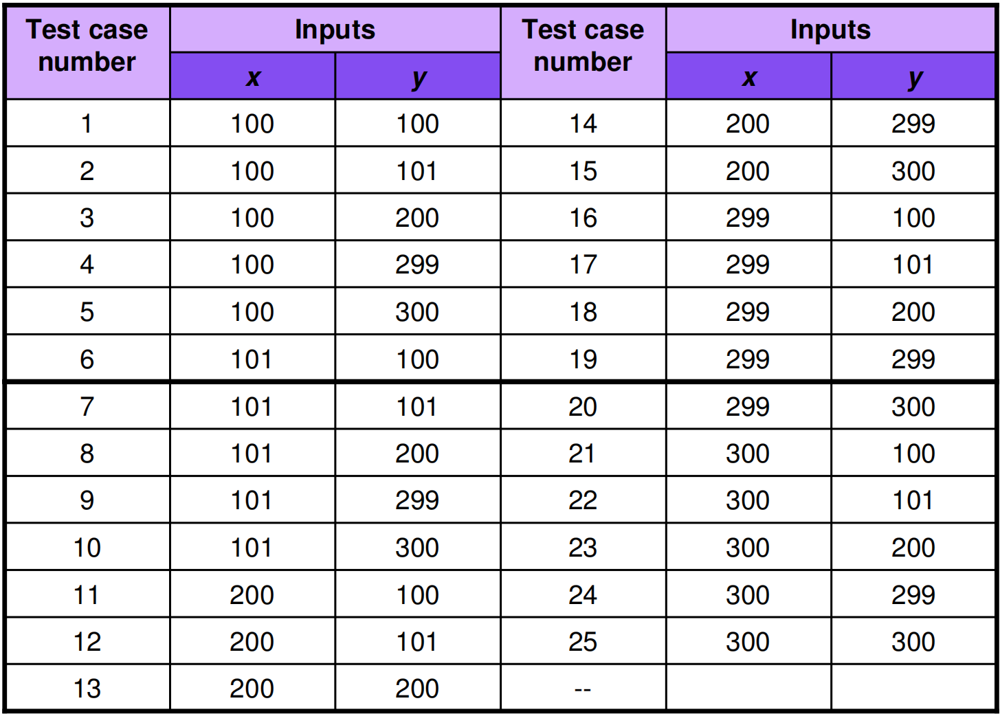 Test case number Inputs Test case number Inputs
x y x y
1 100 100 14 200 299
2 100 101 15 200 300
3 100 200 16 299 100
4 100 299 17 299 101
5 100 300 18 299 200
6 101 100 19 299 299
7 101 101 20 299 300
8 101 200 21 300 100
9 101 299 22 300 101
10 101 300 23 300 200
11 200 100 24 300 299
12 200 101 25 300 300
13 200 200 --